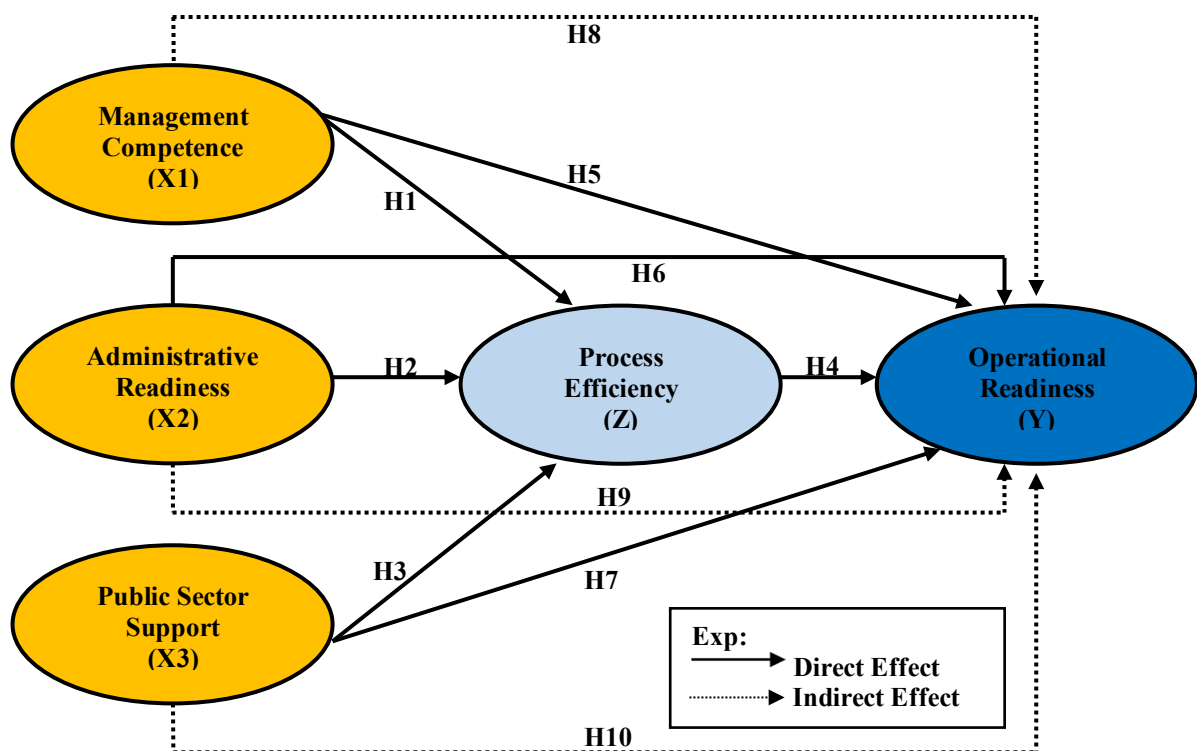 H8
Management
Competence
(X1)
H5
H1
H6
Administrative
Readiness
(X2)
H2
Process
Efficiency
(Z)
H4
Operational
Readiness
(Y)
H9
H3
H7
Public Sector
Support
(X3)
Exp:
Direct Effect
Indirect Effect
H10